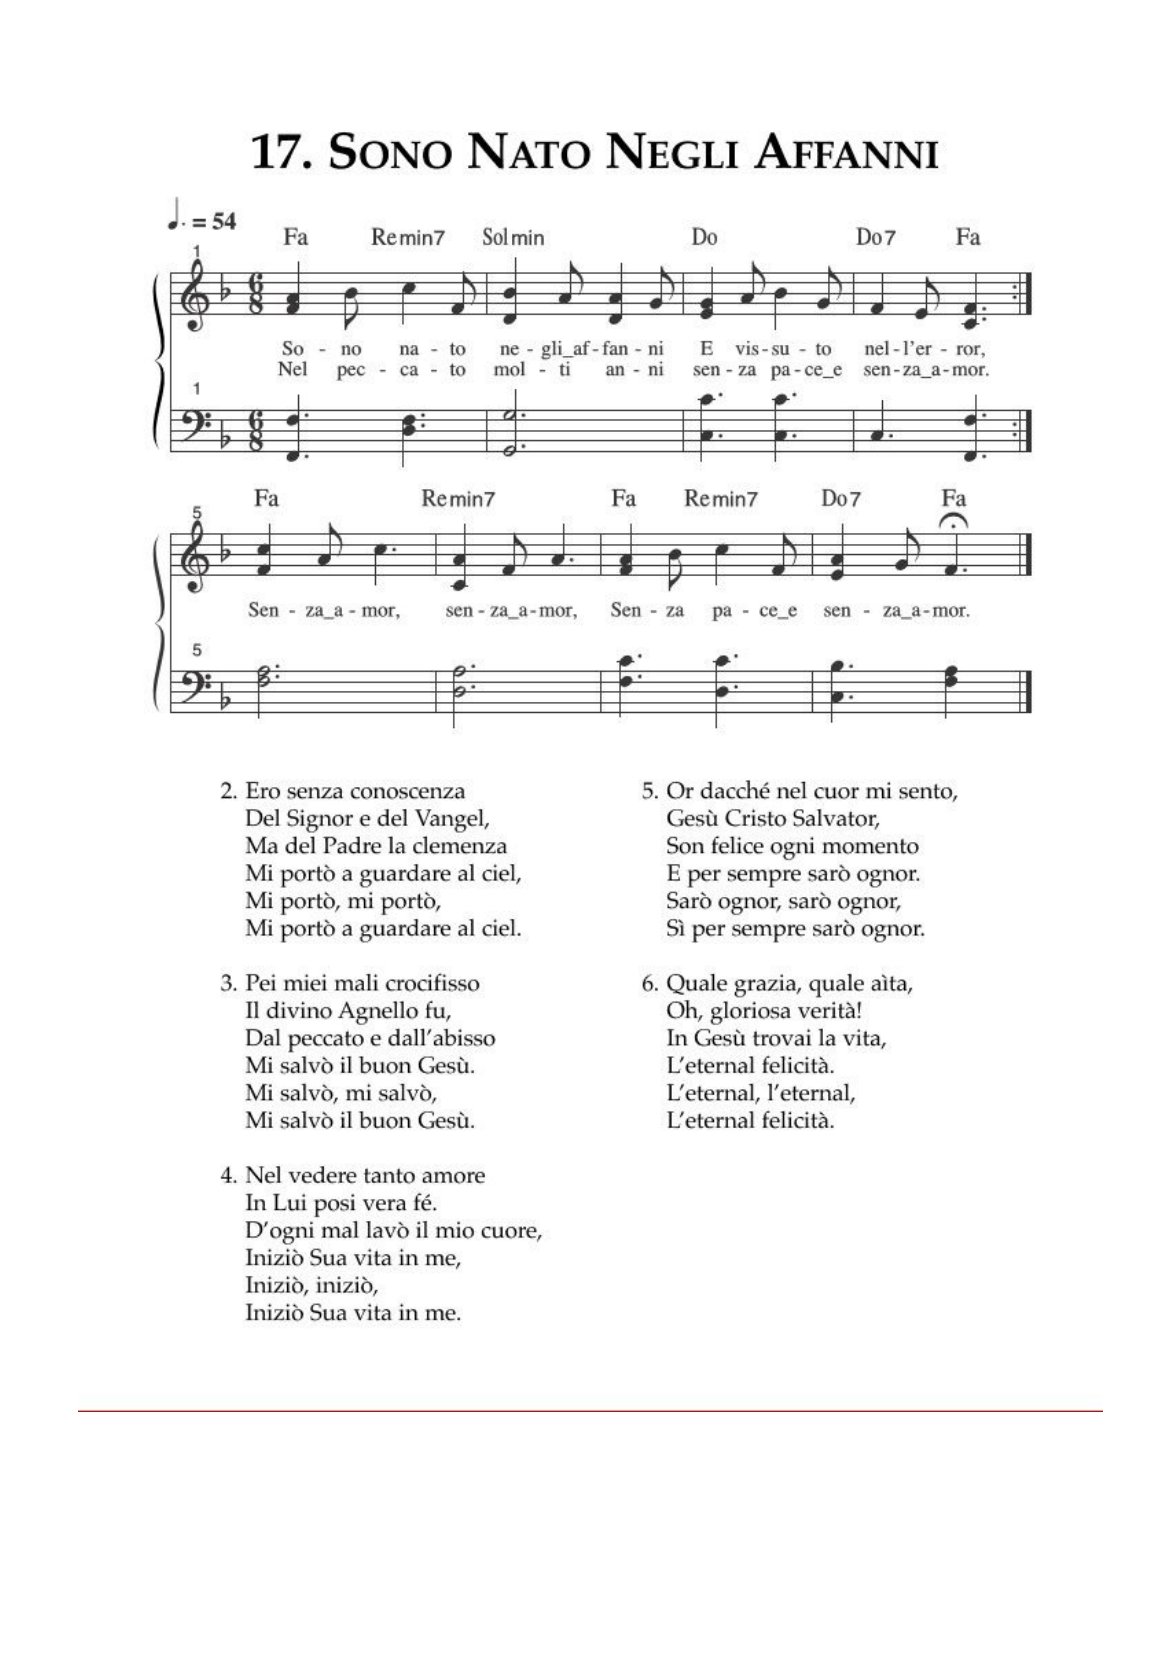 17. Sono Nato Negli Affanni
♩. = 54
Fa Remin7 Solmin Do Do7 Fa
1
6 8
So - no na - to ne - gli_af - fan - ni E vis - su - to nel - l'er - ror,
Nel pec - ca - to mol - ti an - ni sen - za pa - ce_e sen - za_a - mor.
1
6 8
Fa Remin7 Fa Remin7 Do7 Fa
5
Sen - za_a - mor, sen - za_a - mor, Sen - za pa - ce_e sen - za_a - mor.
5
2. Ero senza conoscenza
Del Signor e del Vangel,
Ma del Padre la clemenza
Mi portò a guardare al ciel,
Mi portò, mi portò,
Mi portò a guardare al ciel.
3. Pei miei mali crocifisso
Il divino Agnello fu,
Dal peccato e dall'abisso
Mi salvò il buon Gesù.
Mi salvò, mi salvò,
Mi salvò il buon Gesù.
4. Nel vedere tanto amore
In Lui posi vera fé.
D'ogni mal lavò il mio cuore,
Iniziò Sua vita in me,
Iniziò, iniziò,
Iniziò Sua vita in me.
5. Or dacché nel cuor mi sento,
Gesù Cristo Salvator,
Son felice ogni momento
E per sempre sarò ognor.
Sarò ognor, sarò ognor,
Sì per sempre sarò ognor.
6. Quale grazia, quale aìta,
Oh, gloriosa verità!
In Gesù trovai la vita,
L'eternal felicità.
L'eternal, l'eternal,
L'eternal felicità.